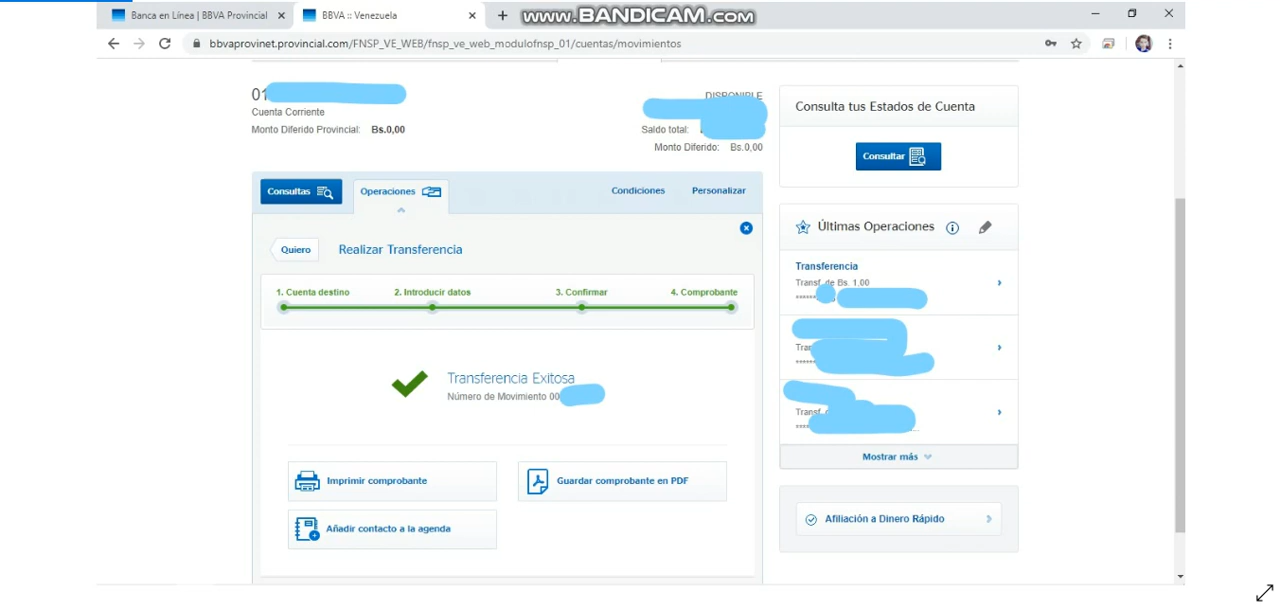 Banca en Línea | BBVA Provincial
BBVA :: Venezuela
www.BANDICAM.com
bbvaprovinet.provincial.com/FNSP_VE_WEB/fnsp_ve_web_modulofnsp_01/cuentas/movimientos
01
DISPONIBLE
Cuenta Corriente
Monto Diferido Provincial: Bs.0,00
Saldo total:
Monto Diferido: Bs.0,00
Consulta tus Estados de Cuenta
Consultar
Consultas
Operaciones
Condiciones
Personalizar
Quiero
Realizar Transferencia
1. Cuenta destino
2. Introducir datos
3. Confirmar
4. Comprobante
Transferencia Exitosa
Número de Movimiento 00
Imprimir comprobante
Guardar comprobante en PDF
Añadir contacto a la agenda
Últimas Operaciones
Transferencia
Transf. de Bs. 1,00
Transf.
Mostrar más
Afiliación a Dinero Rápido